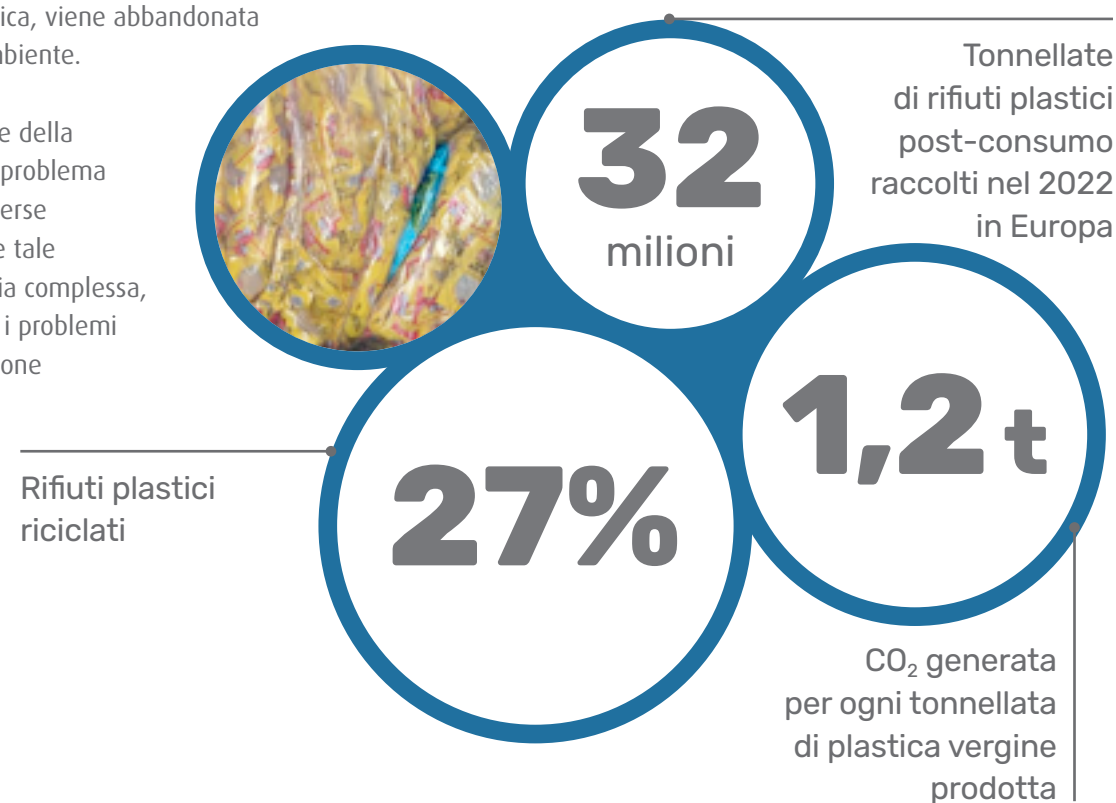 ica, viene abbandonata
biente.
e della
problema
erse
e tale
ia complessa,
i problemi
one
32
milioni
Tonnellate
di rifiuti plastici
post-consumo
raccolti nel 2022
in Europa
1,2 t
CO₂ generata
per ogni tonnellata
di plastica vergine
prodotta
27%
Rifiuti plastici
riciclati